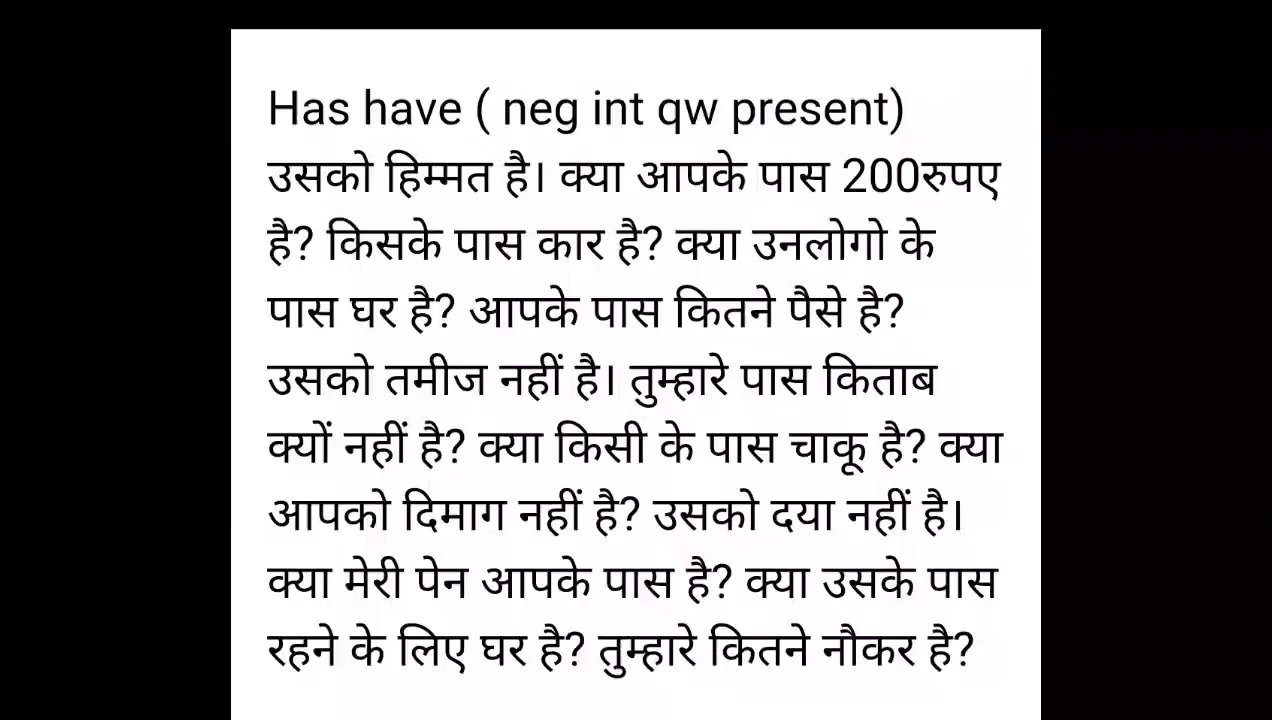 Has have ( neg int qw present)
उसको हिम्मत है। क्या आपके पास 200रुपए
है? किसके पास कार है? क्या उनलोगो के
पास घर है? आपके पास कितने पैसे है?
उसको तमीज नहीं है। तुम्हारे पास किताब
क्यों नहीं है? क्या किसी के पास चाकू है? क्या
आपको दिमाग नहीं है? उसको दया नहीं है।
क्या मेरी पेन आपके पास है? क्या उसके पास
रहने के लिए घर है? तुम्हारे कितने नौकर है?